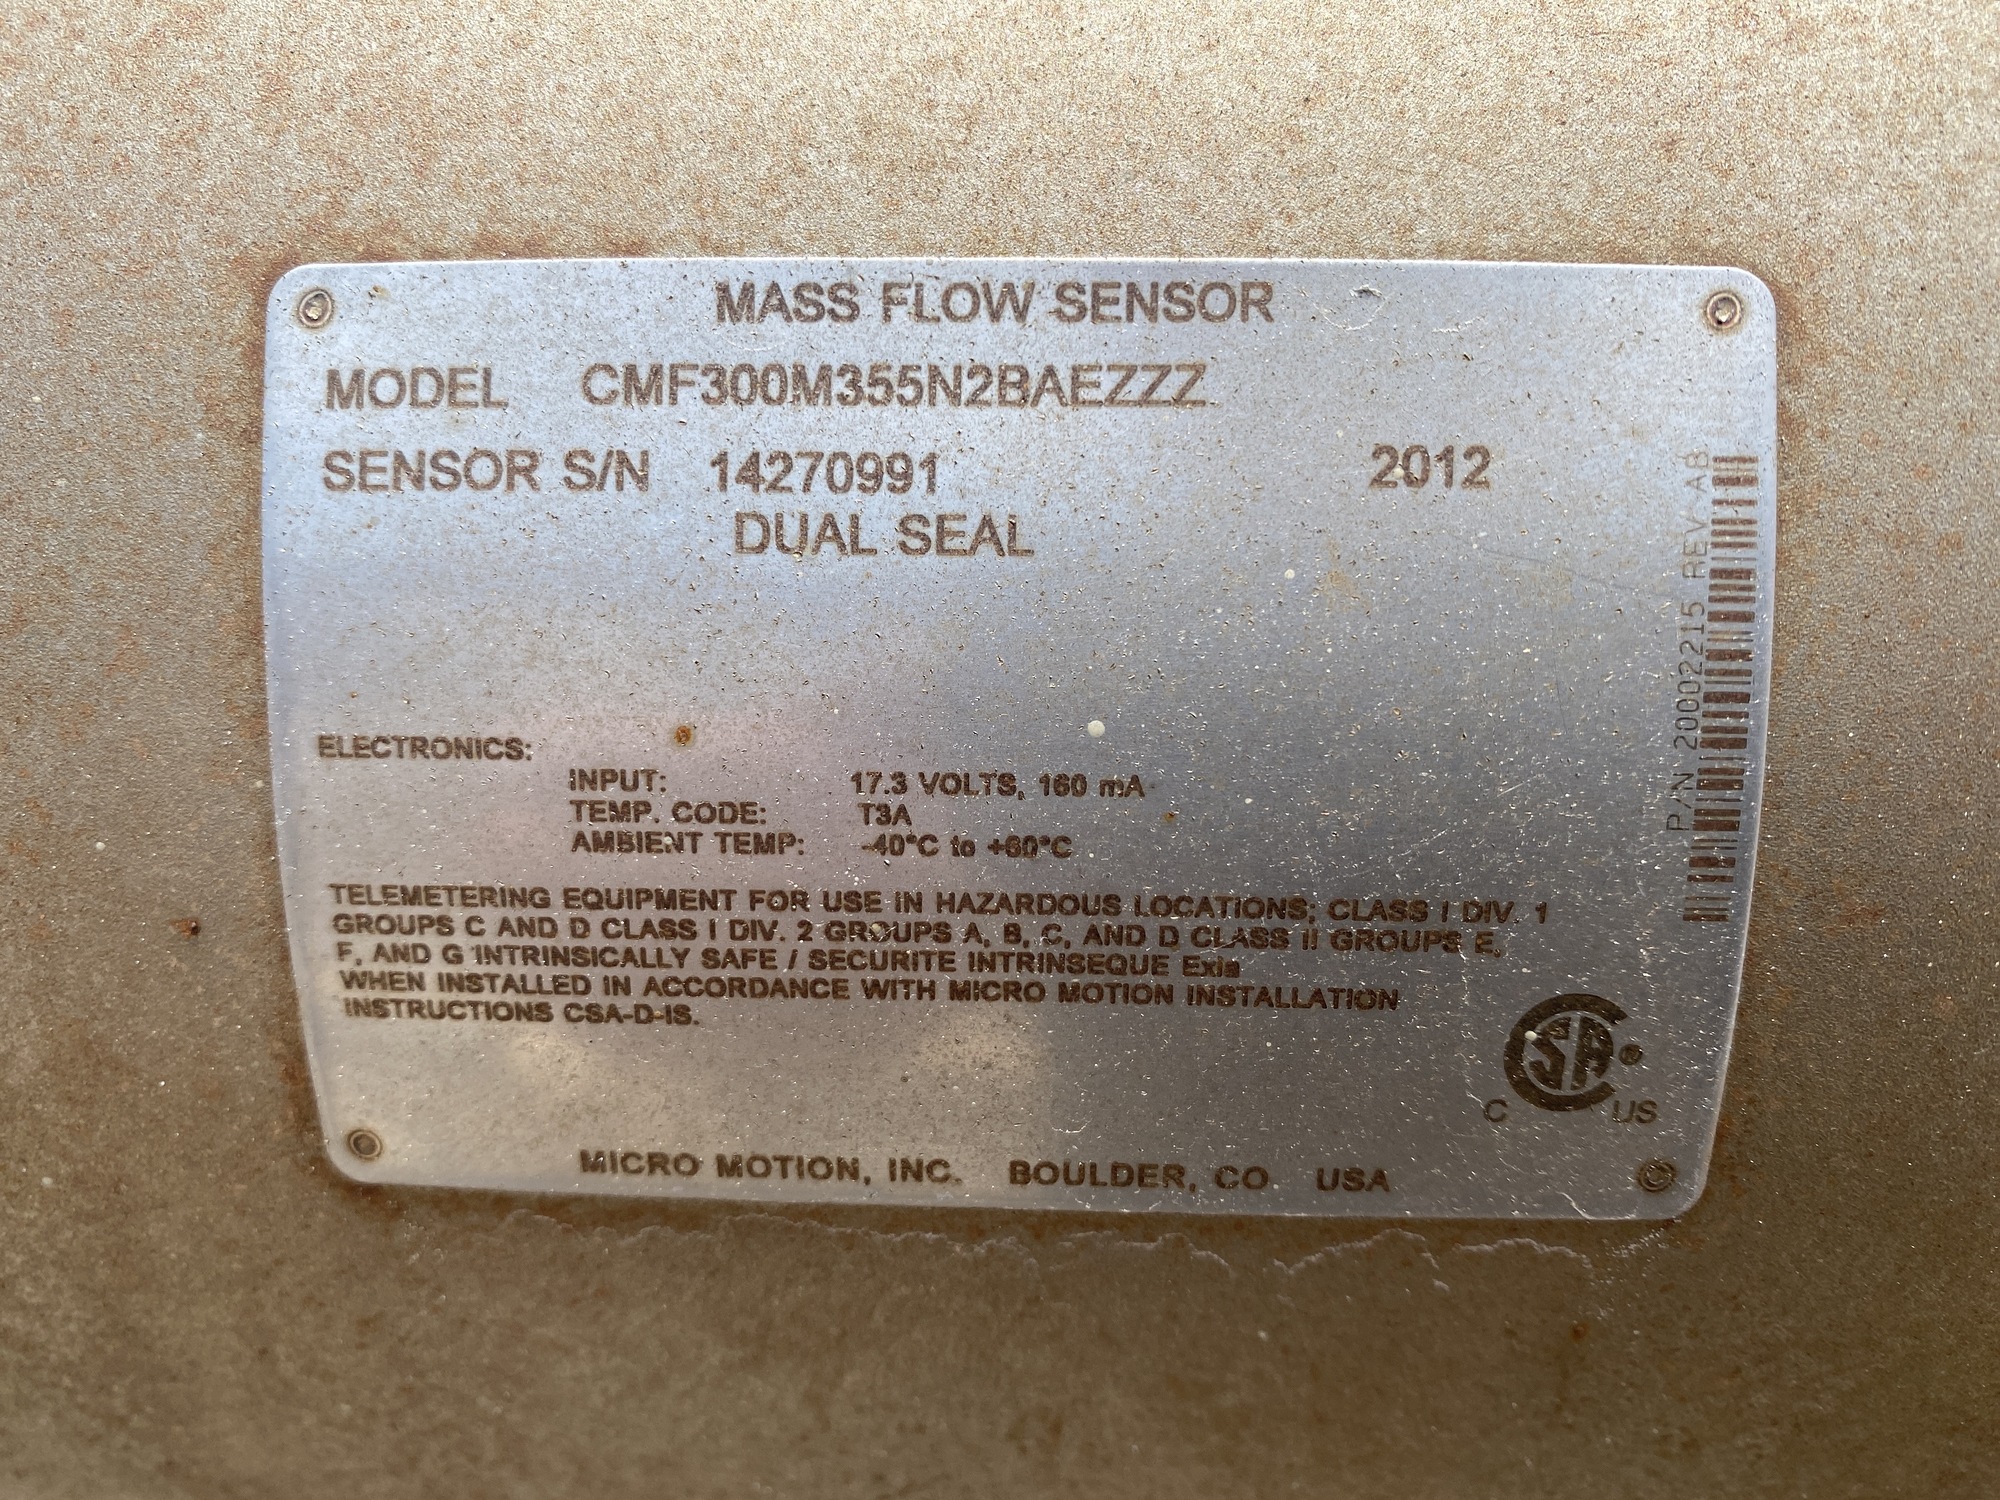 MASS FLOW SENSOR
MODEL CMF300M355N2BAEZZZ
SENSOR S/N 14270991 2012
DUAL SEAL
P/N 20002215 REV AB
ELECTRONICS:
INPUT: 17.3 VOLTS, 160 mA
TEMP. CODE: T3A
AMBIENT TEMP: -40°C to +60°C
TELEMETERING EQUIPMENT FOR USE IN HAZARDOUS LOCATIONS; CLASS I DIV. 1
GROUPS C AND D CLASS I DIV. 2 GROUPS A, B, C, AND D CLASS II GROUPS E,
F, AND G INTRINSICALLY SAFE / SECURITE INTRINSEQUE Exia
WHEN INSTALLED IN ACCORDANCE WITH MICRO MOTION INSTALLATION
INSTRUCTIONS CSA-D-IS.
CSA ®
C US
MICRO MOTION, INC. BOULDER, CO USA